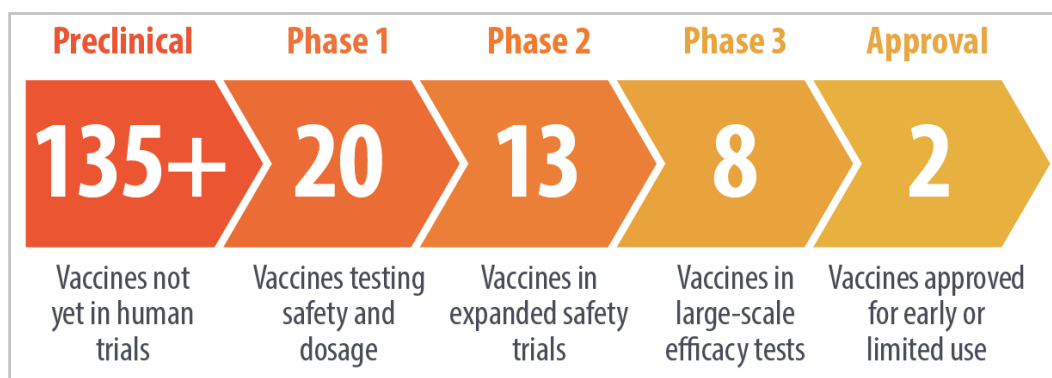 Preclinical
Phase 1
Phase 2
Phase 3
Approval
135+
20
13
8
2
Vaccines not
yet in human
trials
Vaccines testing
safety and
dosage
Vaccines in
expanded safety
trials
Vaccines in
large-scale
efficacy tests
Vaccines approved
for early or
limited use